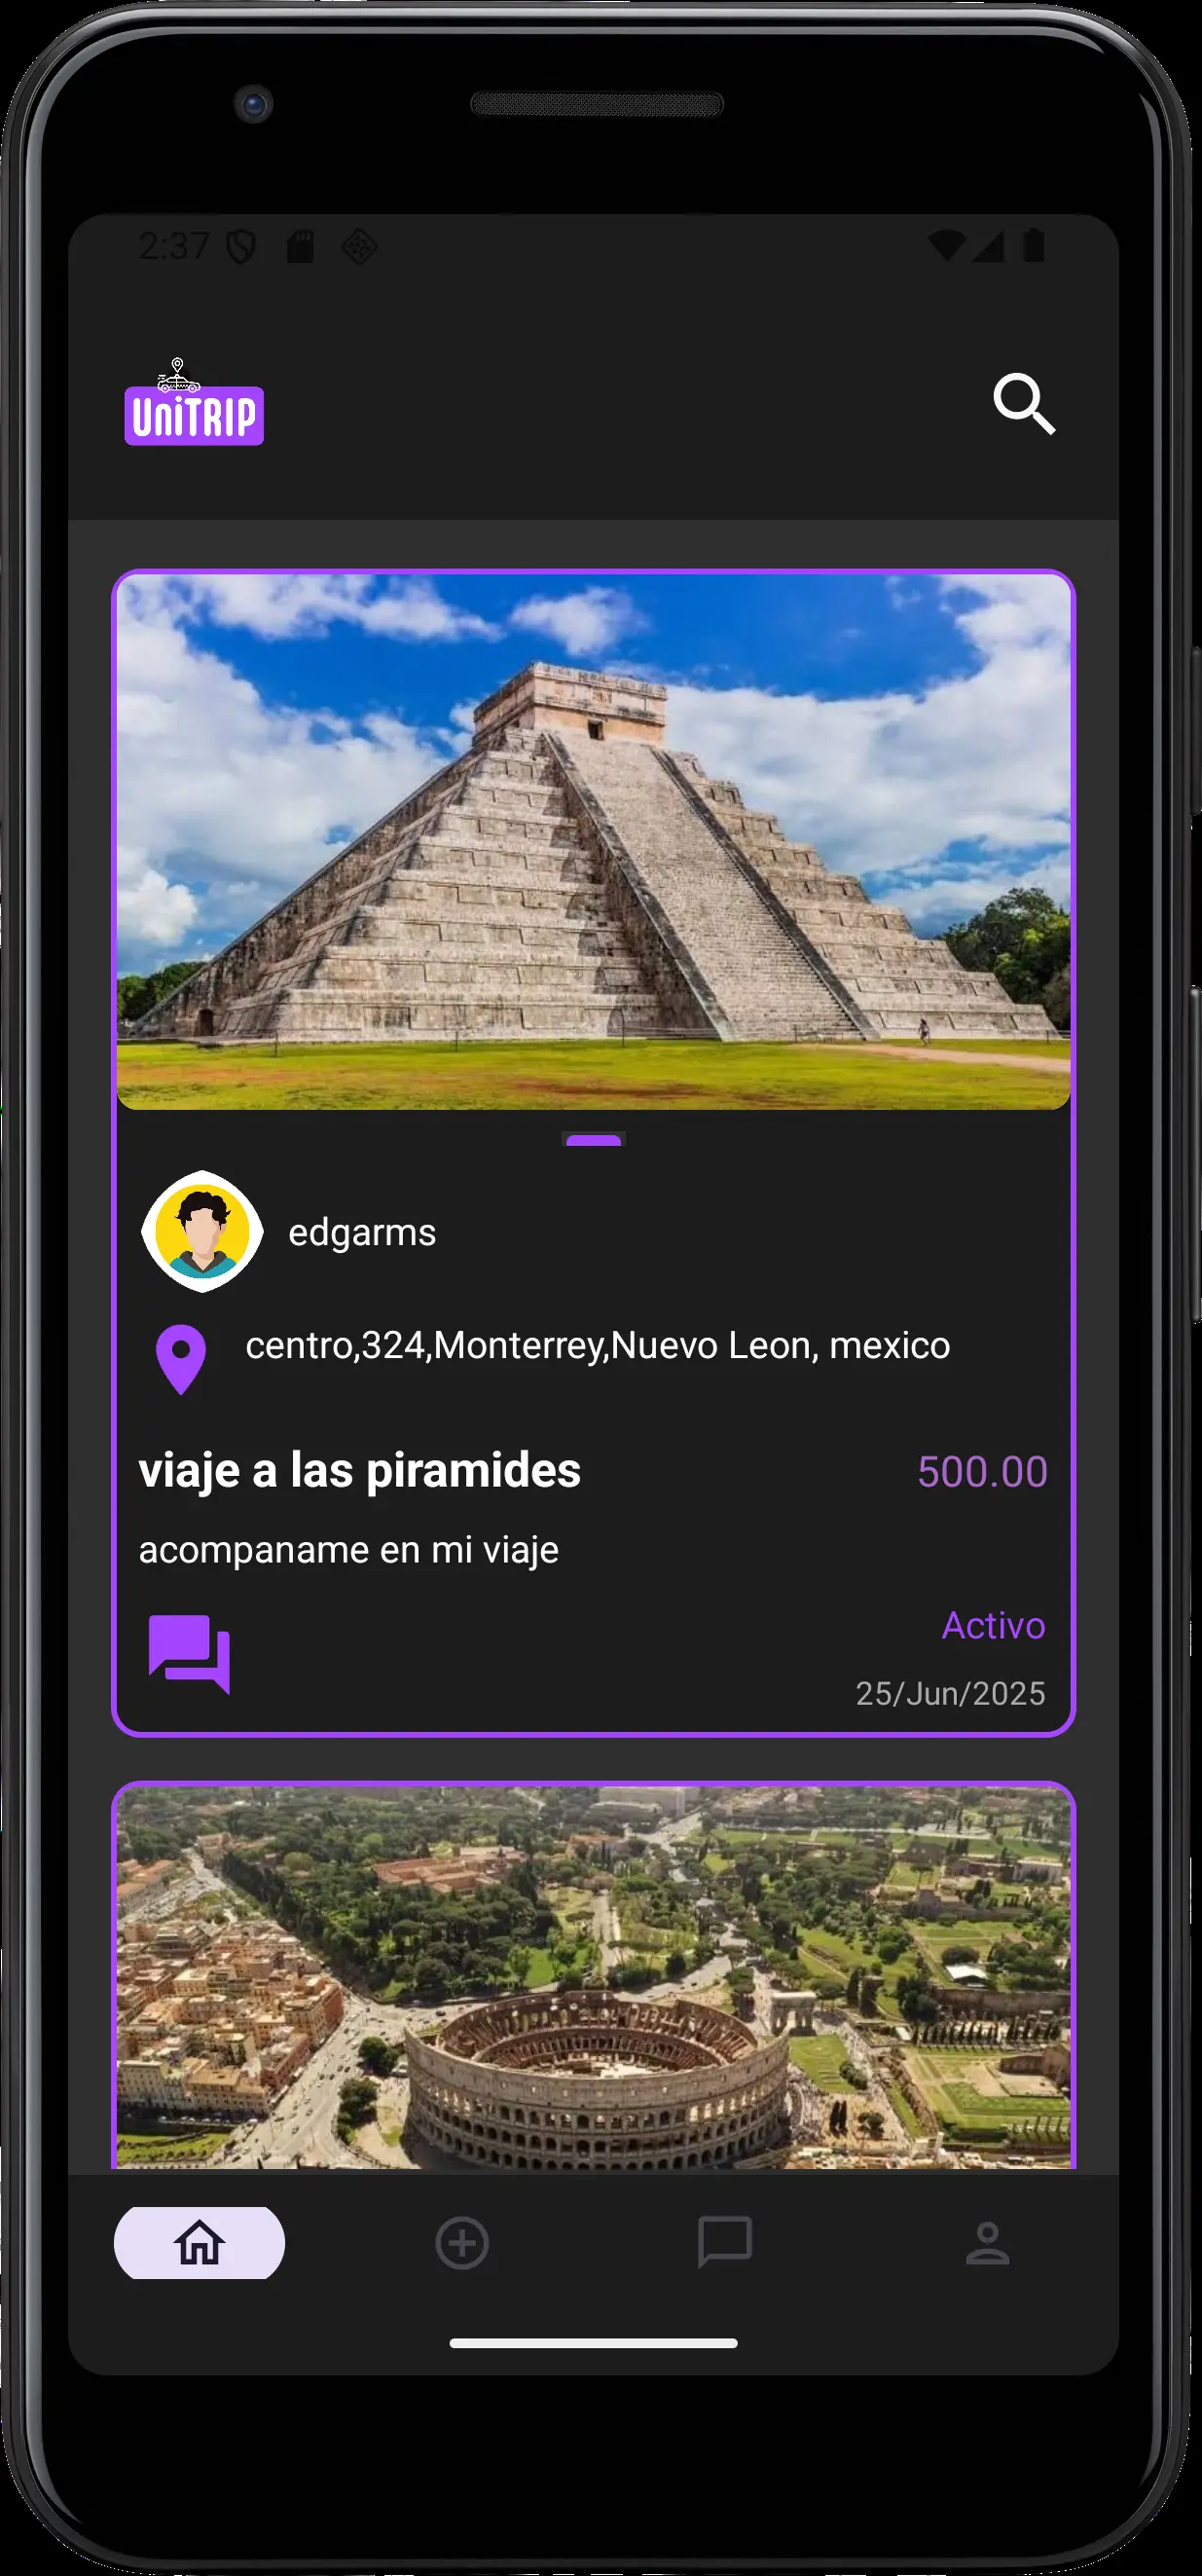 2:37
UniTRIP
edgarms
centro,324,Monterrey,Nuevo Leon, mexico
viaje a las piramides
500.00
acompaname en mi viaje
Activo
25/Jun/2025